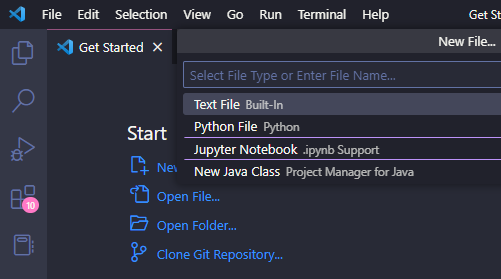 File Edit Selection View Go Run Terminal Help Get St
Get Started
New File...
Select File Type or Enter File Name...
Text File Built-In
Python File Python
Jupyter Notebook .ipynb Support
New Java Class Project Manager for Java
Start
New
Open File...
Open Folder...
Clone Git Repository...
10